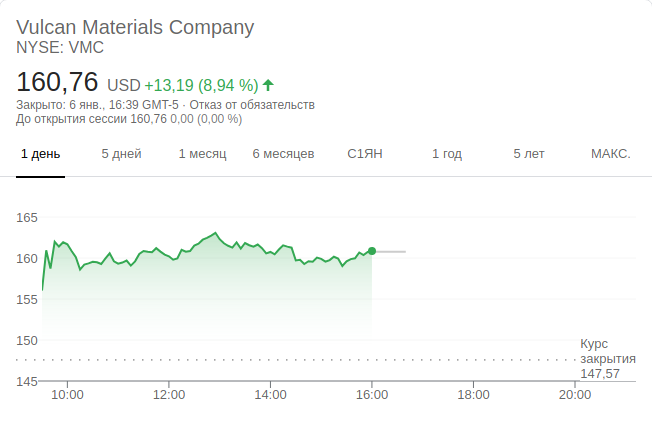 Vulcan Materials Company
NYSE: VMC
160,76 USD +13,19 (8,94 %)
Закрыто: 6 янв., 16:39 GMT-5 · Отказ от обязательств
До открытия сессии 160,76 0,00 (0,00 %)
1 день 5 дней 1 месяц 6 месяцев С1ЯН 1 год 5 лет МАКС.
165
160
155
150
Курс
закрытия
147,57
145
10:00 12:00 14:00 16:00 18:00 20:00